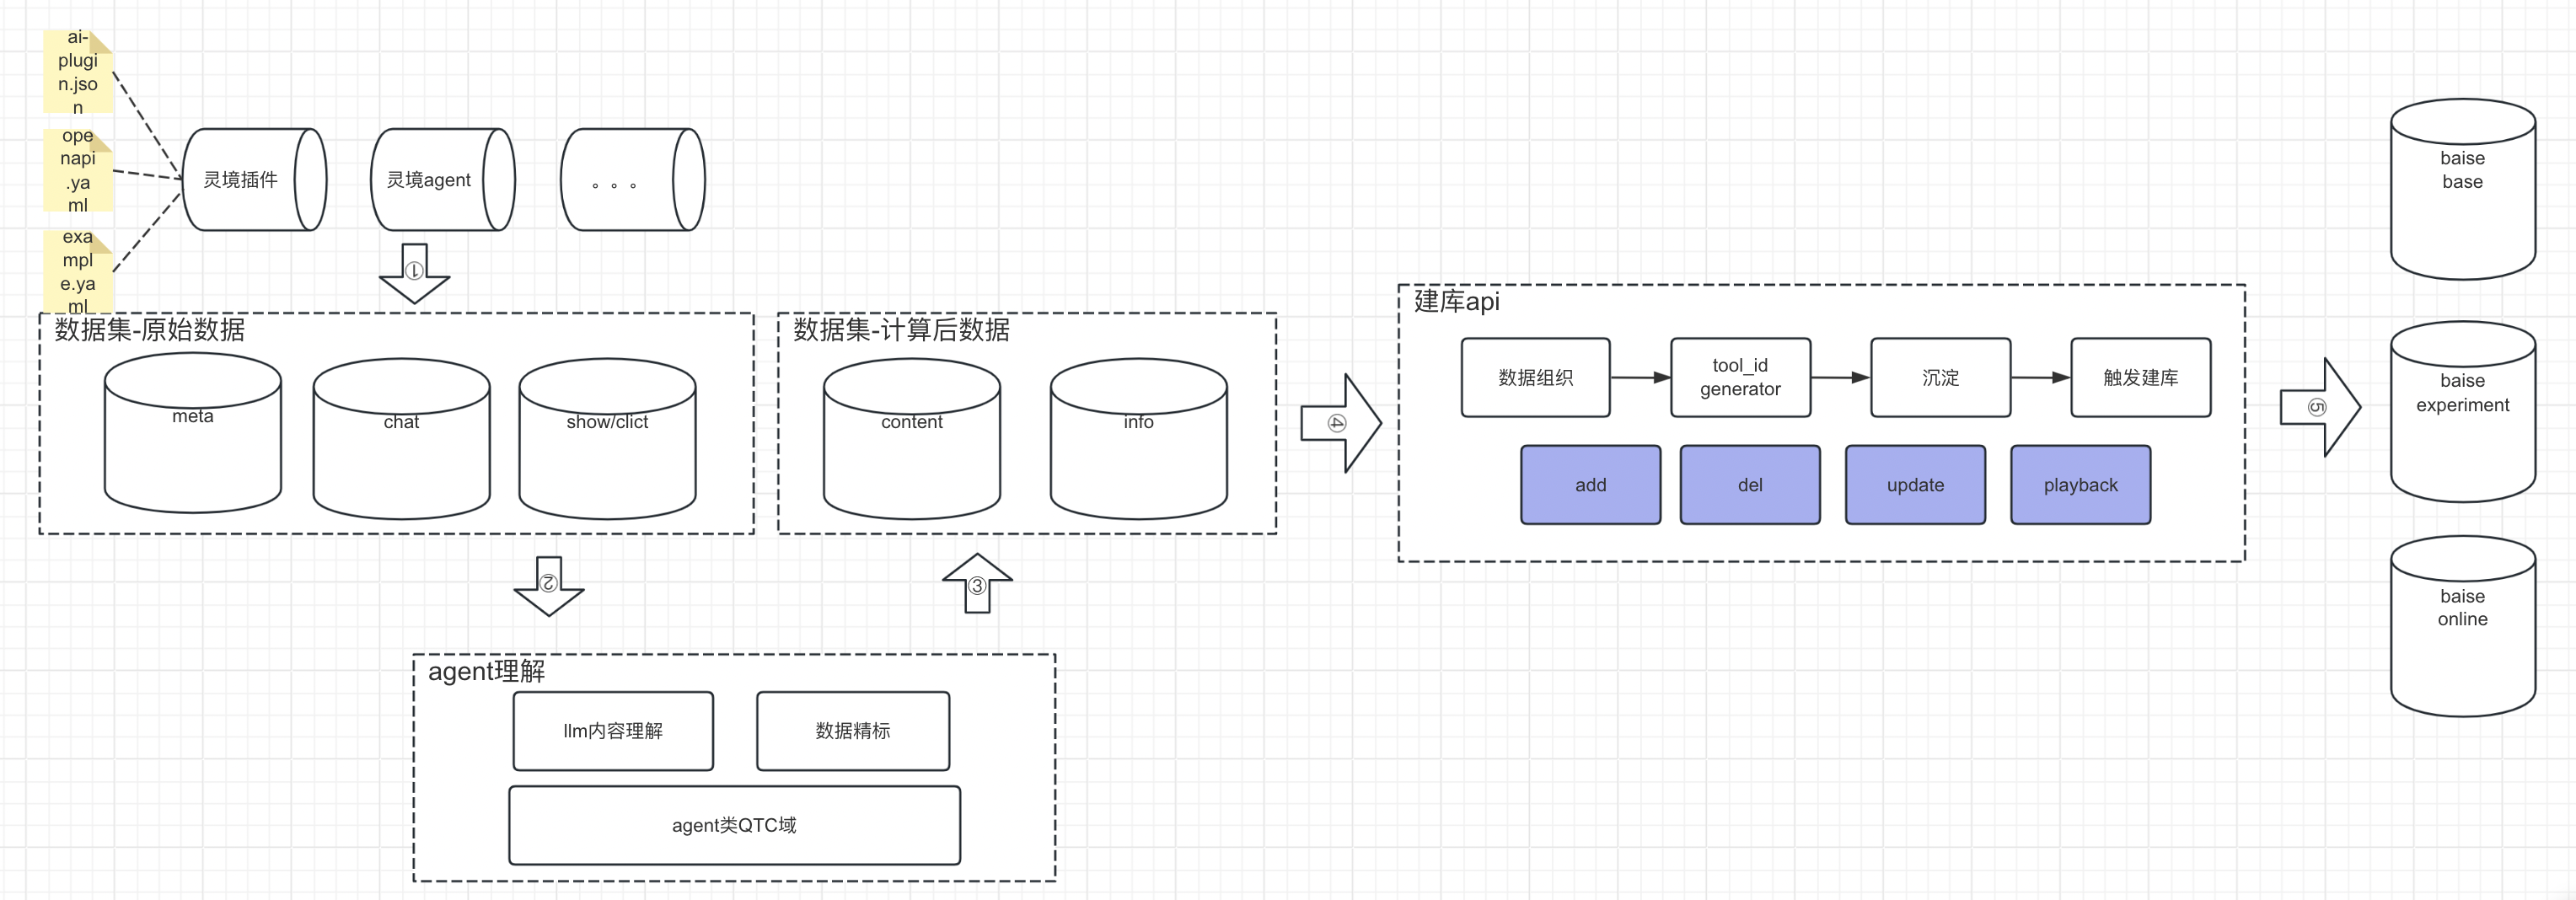 ai-
plugi
n.jso
n
ope
napi
.ya
ml
exa
mpl
e.ya
ml
灵境插件
灵境agent
。。。
①
数据集-原始数据
meta
chat
show/clict
数据集-计算后数据
content
info
②
③
agent理解
llm内容理解
数据精标
agent类QTC域
④
建库api
数据组织
tool_id
generator
沉淀
触发建库
add
del
update
playback
⑤
baise
base
baise
experiment
baise
online